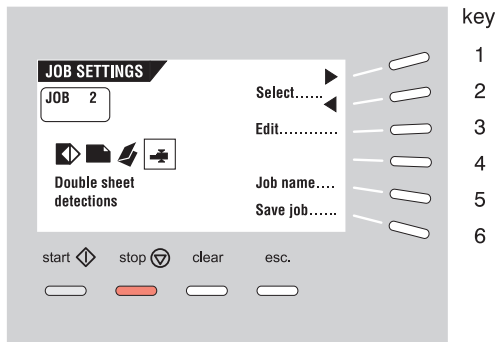 key
JOB SETTINGS
1
JOB 2
Select......
2
Edit............
3
4
Double sheet
detections
Job name....
5
Save job......
6
start
stop
clear
esc.